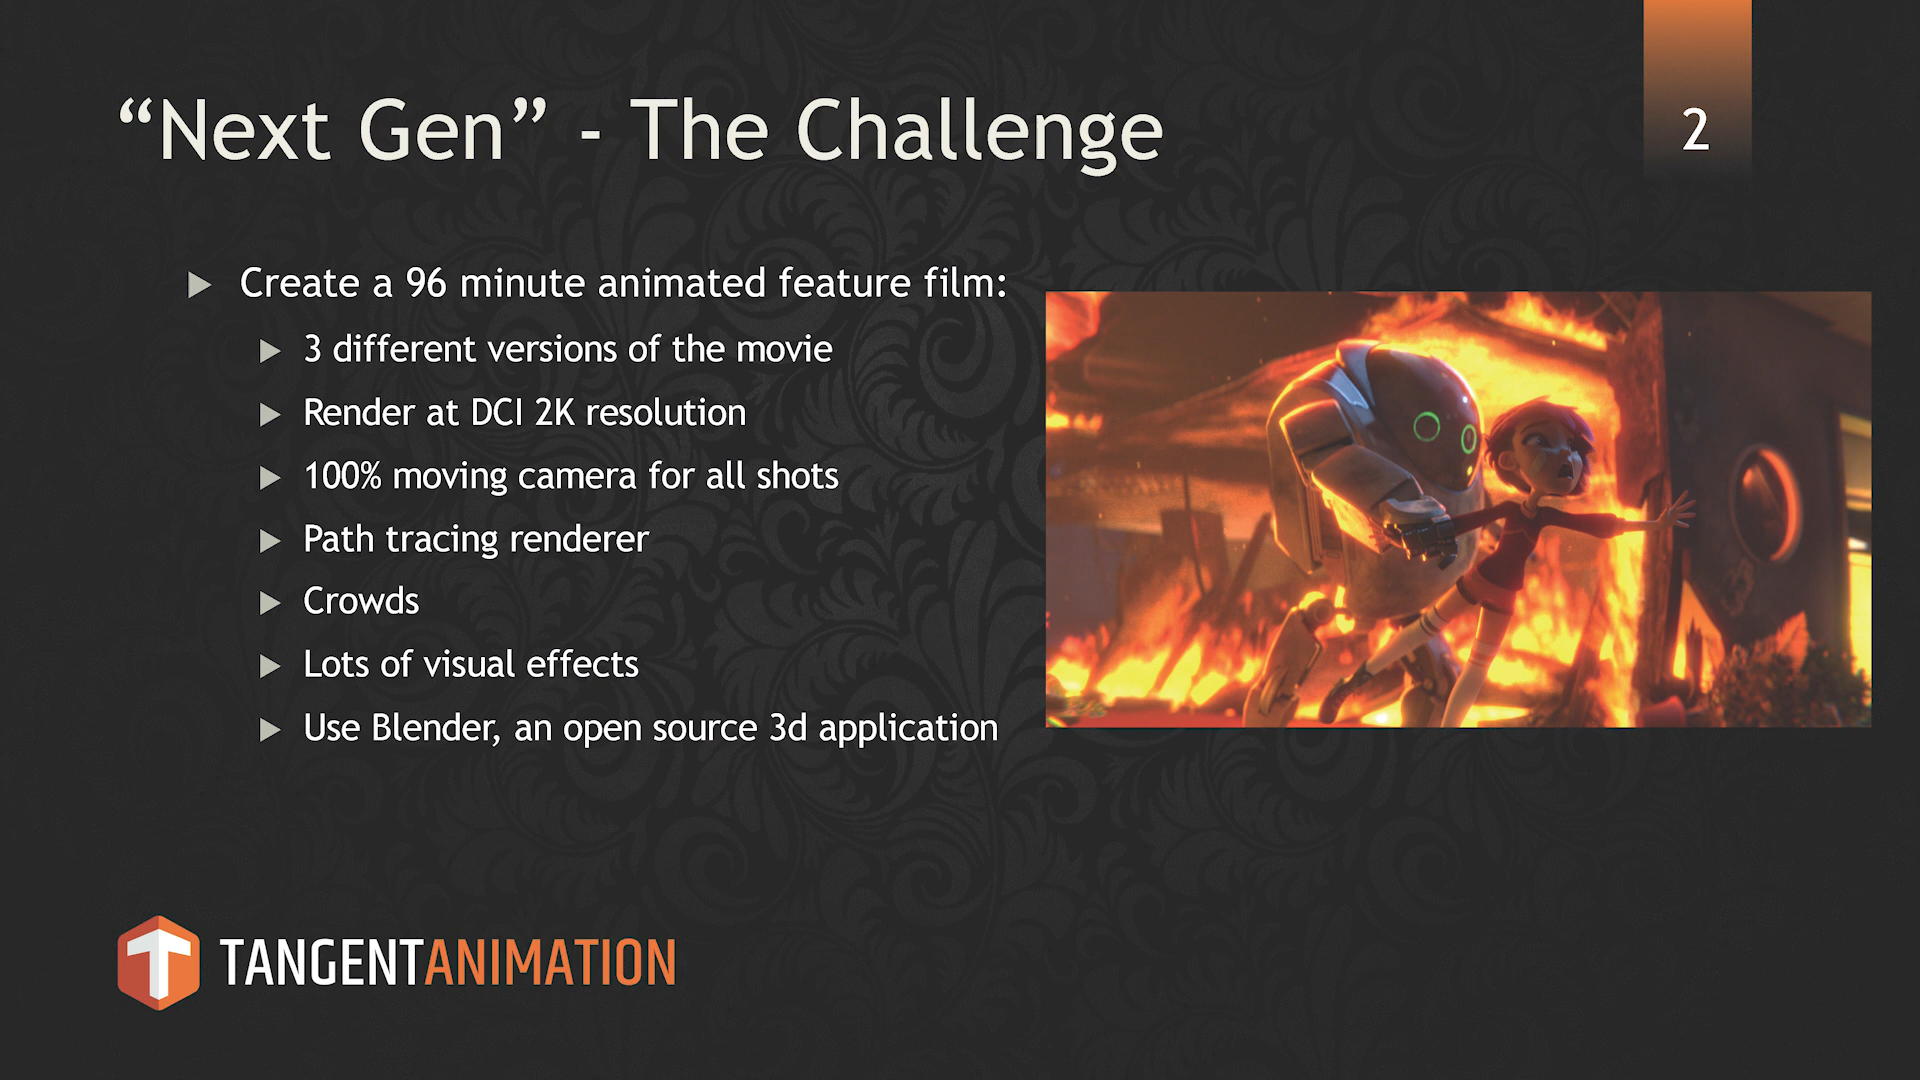 “Next Gen” - The Challenge
2
Create a 96 minute animated feature film:
3 different versions of the movie
Render at DCI 2K resolution
100% moving camera for all shots
Path tracing renderer
Crowds
Lots of visual effects
Use Blender, an open source 3d application
T TANGENTANIMATION